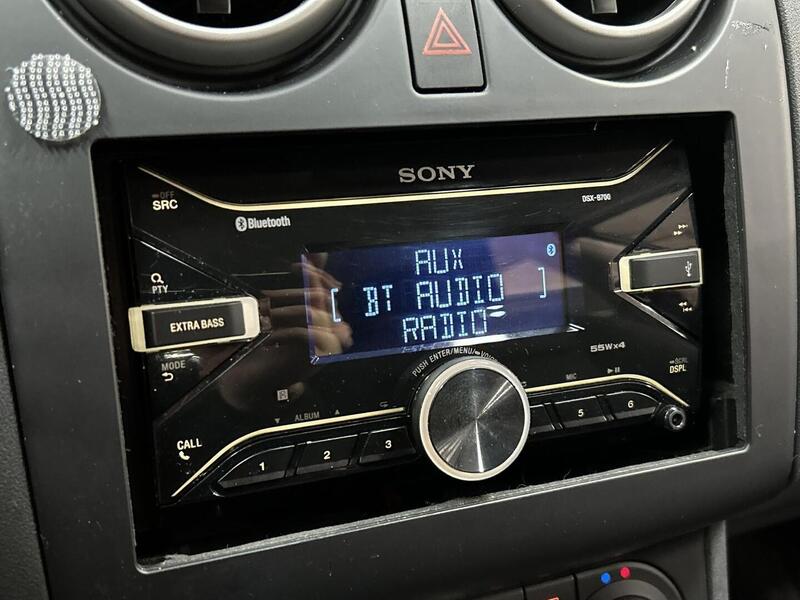 SONY
OFF
SRC
DSX-B700
Bluetooth
AUX
[ BT AUDIO ]
RADIO
PTY
EXTRA BASS
MODE
PUSH ENTER/MENU/
55W×4
SCRL
DSPL
ALBUM
MIC
CALL
1
2
3
5
6